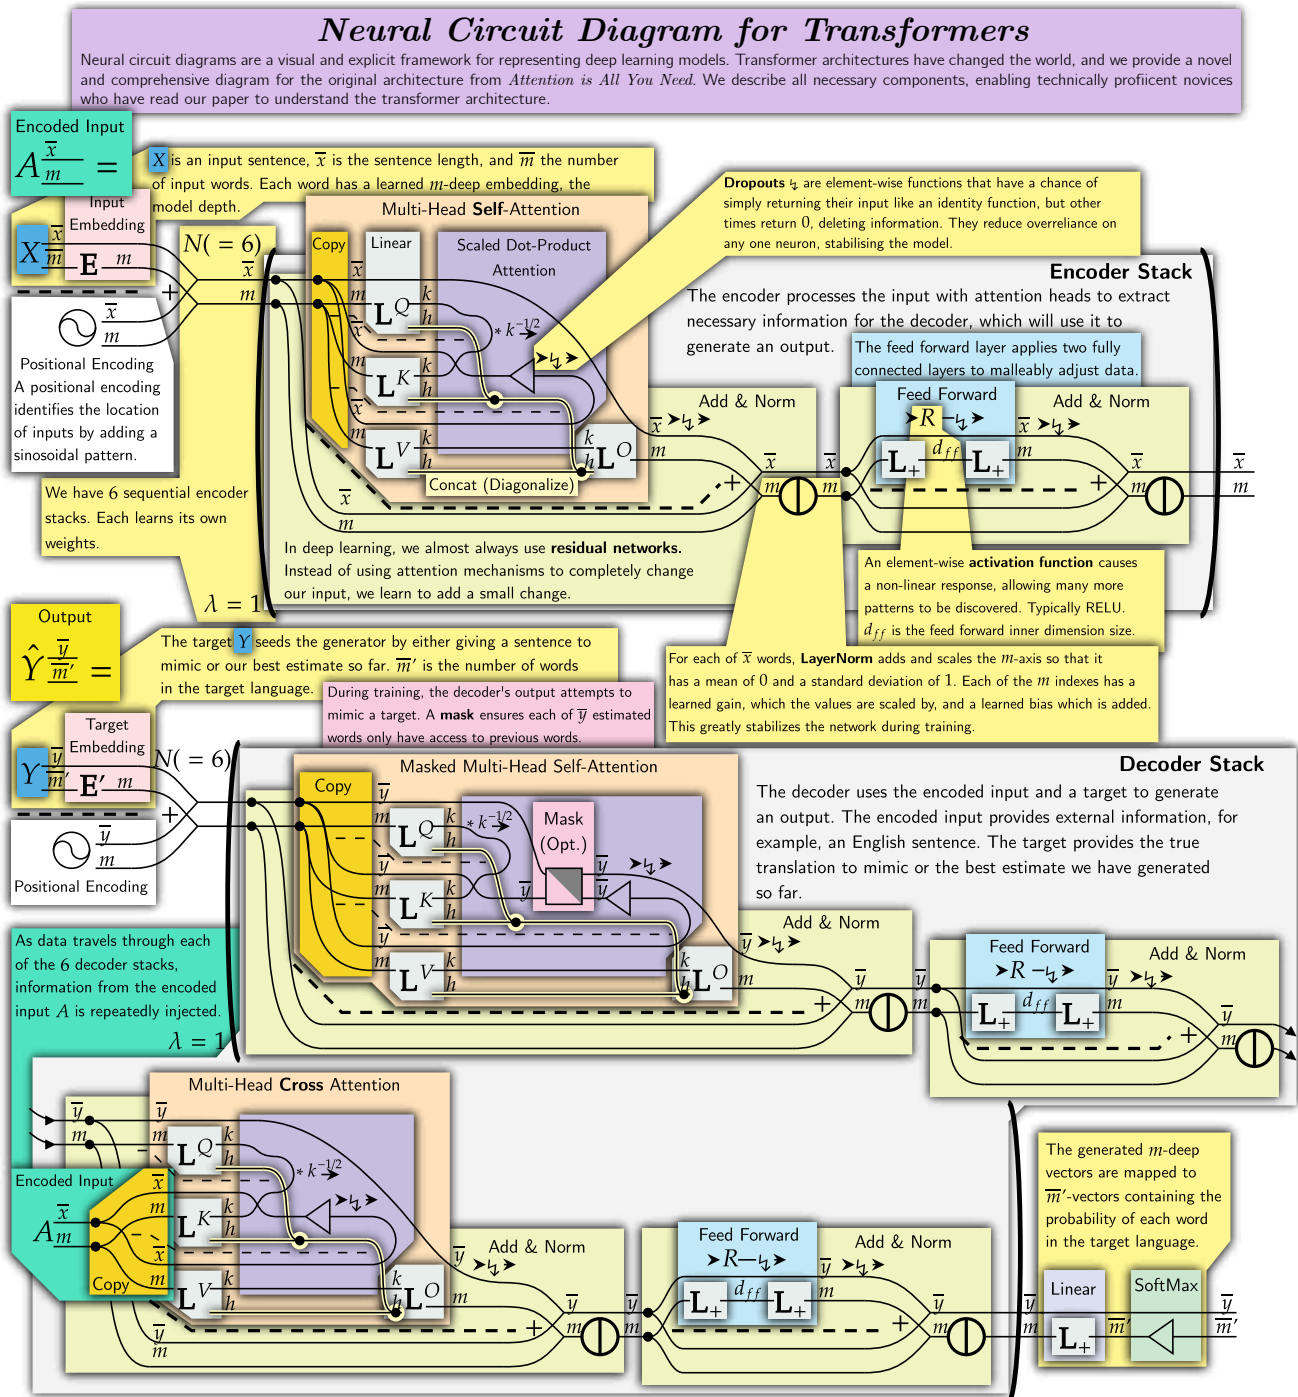 Neural Circuit Diagram for Transformers
Neural circuit diagrams are a visual and explicit framework for representing deep learning models. Transformer architectures have changed the world, and we provide a novel
and comprehensive diagram for the original architecture from Attention is All You Need. We describe all necessary components, enabling technically profiicent novices
who have read our paper to understand the transformer architecture.
Encoded Input
A x̅ m =
X is an input sentence, x̅ is the sentence length, and m̅ the number
of input words. Each word has a learned m-deep embedding, the
model depth.
Input
Embedding
X x̅ m̅ E m
N(= 6)
+
x̅
m
x̅
m
Positional Encoding
A positional encoding
identifies the location
of inputs by adding a
sinosoidal pattern.
We have 6 sequential encoder
stacks. Each learns its own
weights.
λ = 1
Multi-Head Self-Attention
Copy
Linear
Scaled Dot-Product
Attention
x̅
m
L Q
k
h
* k -1/2
x̅
m
L K
k
h
x̅
m
L V
k
h
k
h
L O
Concat (Diagonalize)
x̅
m
Dropouts are element-wise functions that have a chance of
simply returning their input like an identity function, but other
times return 0, deleting information. They reduce overreliance on
any one neuron, stabilising the model.
Encoder Stack
The encoder processes the input with attention heads to extract
necessary information for the decoder, which will use it to
generate an output.
The feed forward layer applies two fully
connected layers to malleably adjust data.
Add & Norm
x̅
m
+
x̅
m
x̅
m
Feed Forward
R
L+ dff L+
Add & Norm
x̅
m
+
x̅
m
x̅
m
In deep learning, we almost always use residual networks.
Instead of using attention mechanisms to completely change
our input, we learn to add a small change.
An element-wise activation function causes
a non-linear response, allowing many more
patterns to be discovered. Typically RELU.
dff is the feed forward inner dimension size.
For each of x̅ words, LayerNorm adds and scales the m-axis so that it
has a mean of 0 and a standard deviation of 1. Each of the m indexes has a
learned gain, which the values are scaled by, and a learned bias which is added.
This greatly stabilizes the network during training.
Output
Ŷ y̅ m̅′ =
The target Y seeds the generator by either giving a sentence to
mimic or our best estimate so far. m̅′ is the number of words
in the target language.
During training, the decoder's output attempts to
mimic a target. A mask ensures each of y̅ estimated
words only have access to previous words.
Target
Embedding
Y y̅ m̅′ E′ m
N(= 6)
+
y̅
m
Positional Encoding
As data travels through each
of the 6 decoder stacks,
information from the encoded
input A is repeatedly injected.
λ = 1
Masked Multi-Head Self-Attention
Copy
y̅
m
L Q
k
h
* k -1/2
Mask
(Opt.)
y̅
y̅
y̅
y̅
m
L K
k
h
y̅
m
L V
k
h
k
h
L O
Decoder Stack
The decoder uses the encoded input and a target to generate
an output. The encoded input provides external information, for
example, an English sentence. The target provides the true
translation to mimic or the best estimate we have generated
so far.
Add & Norm
y̅
m
+
y̅
m
y̅
m
Feed Forward
R
L+ dff L+
Add & Norm
y̅
m
+
y̅
m
Multi-Head Cross Attention
y̅
m
y̅
m
L Q
k
h
* k -1/2
Encoded Input
A x̅ m
Copy
x̅
m
L K
k
h
x̅
m
L V
k
h
k
h
L O
y̅
m
Add & Norm
y̅
m
+
y̅
m
y̅
m
Feed Forward
R
L+ dff L+
Add & Norm
y̅
m
+
y̅
m
y̅
m
The generated m-deep
vectors are mapped to
m̅′-vectors containing the
probability of each word
in the target language.
Linear
L+
m̅′
SoftMax
y̅
m̅′